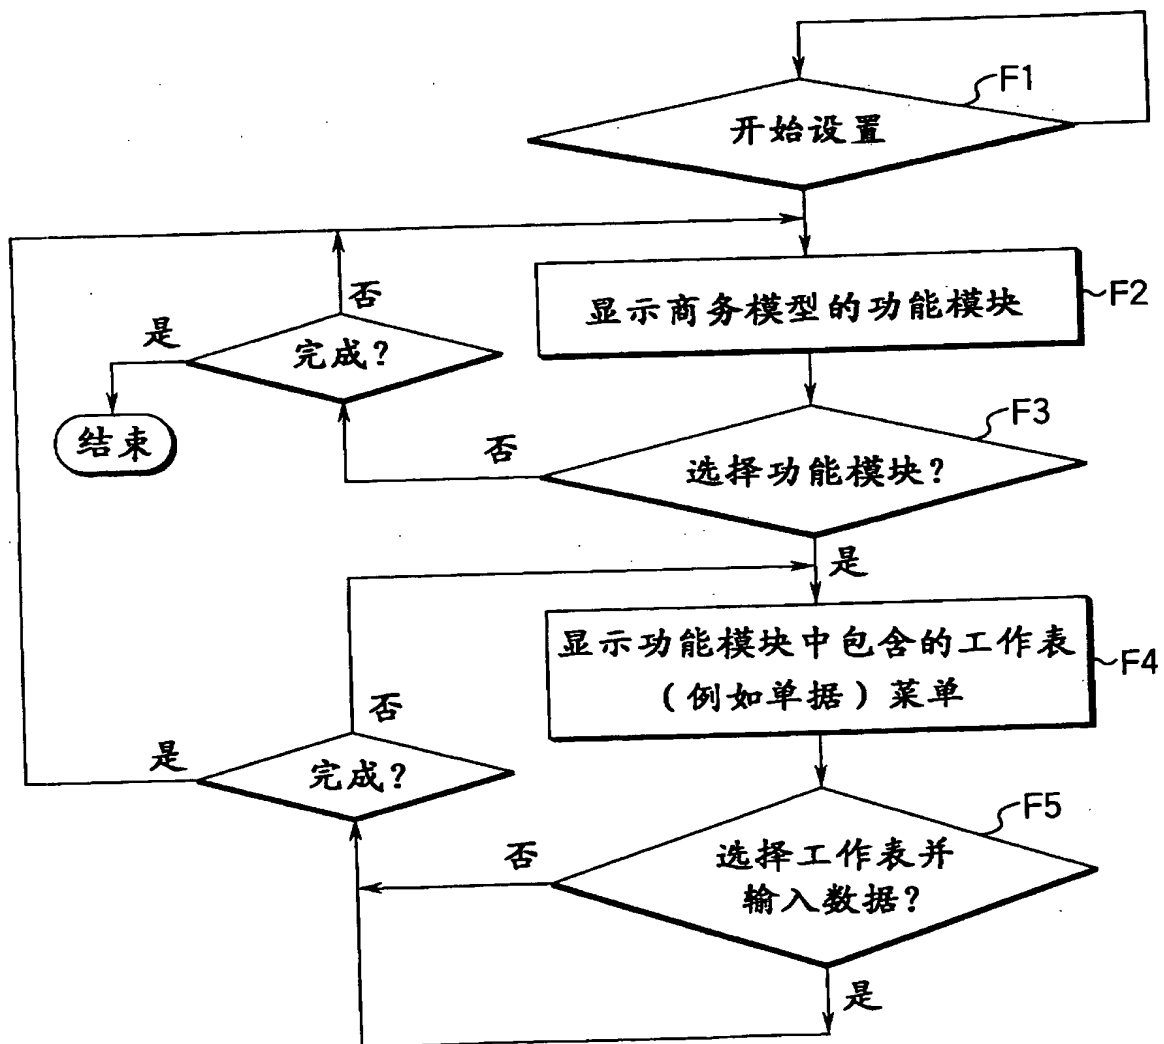 F1
开始设置
显示商务模型的功能模块
F2
否
是
完成?
结束
F3
否
选择功能模块?
是
显示功能模块中包含的工作表
(例如单据)菜单
F4
否
是
完成?
F5
否
选择工作表并
输入数据?
是